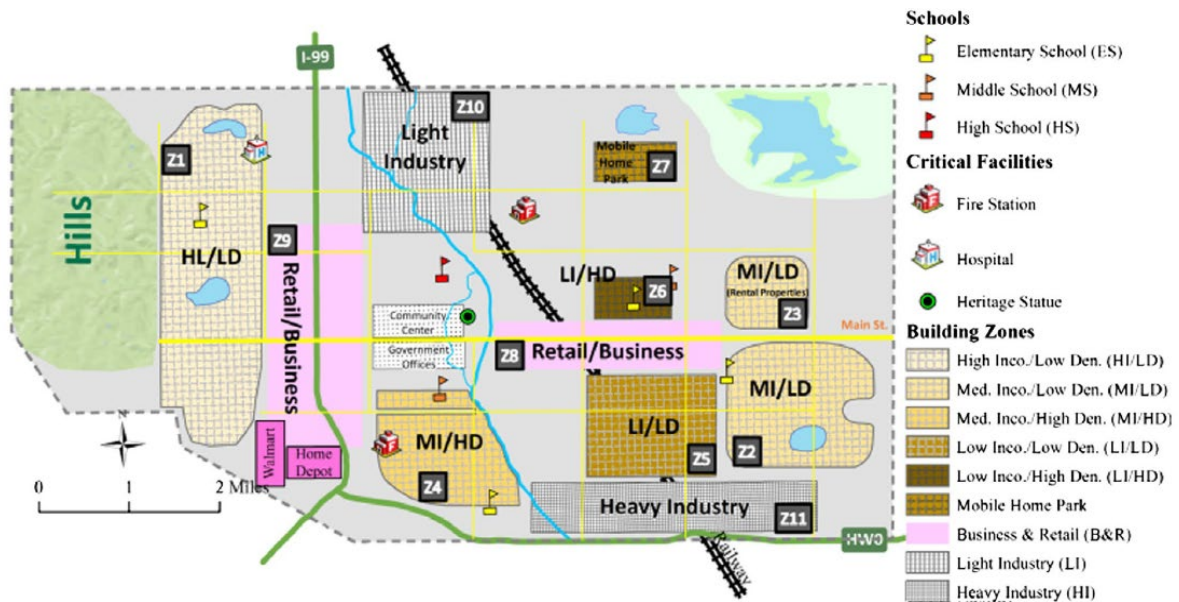 I-99
Z10
Light
Industry
Mobile
Home
Park
Z7
Z1
Hills
HL/LD
Z9
Retail/Business
LI/HD
Z6
MI/LD
(Rental Properties)
Z3
Community
Center
Government
Offices
Main St.
Z8
Retail/Business
MI/LD
LI/LD
Z5
Z2
MI/HD
Z4
Walmart
Home
Depot
Heavy Industry
Z11
Railway
0 1 2 Miles
Schools
Elementary School (ES)
Middle School (MS)
High School (HS)
Critical Facilities
Fire Station
Hospital
Heritage Statue
Building Zones
High Inco./Low Den. (HI/LD)
Med. Inco./Low Den. (MI/LD)
Med. Inco./High Den. (MI/HD)
Low Inco./Low Den. (LI/LD)
Low Inco./High Den. (LI/HD)
Mobile Home Park
Business & Retail (B&R)
Light Industry (LI)
Heavy Industry (HI)